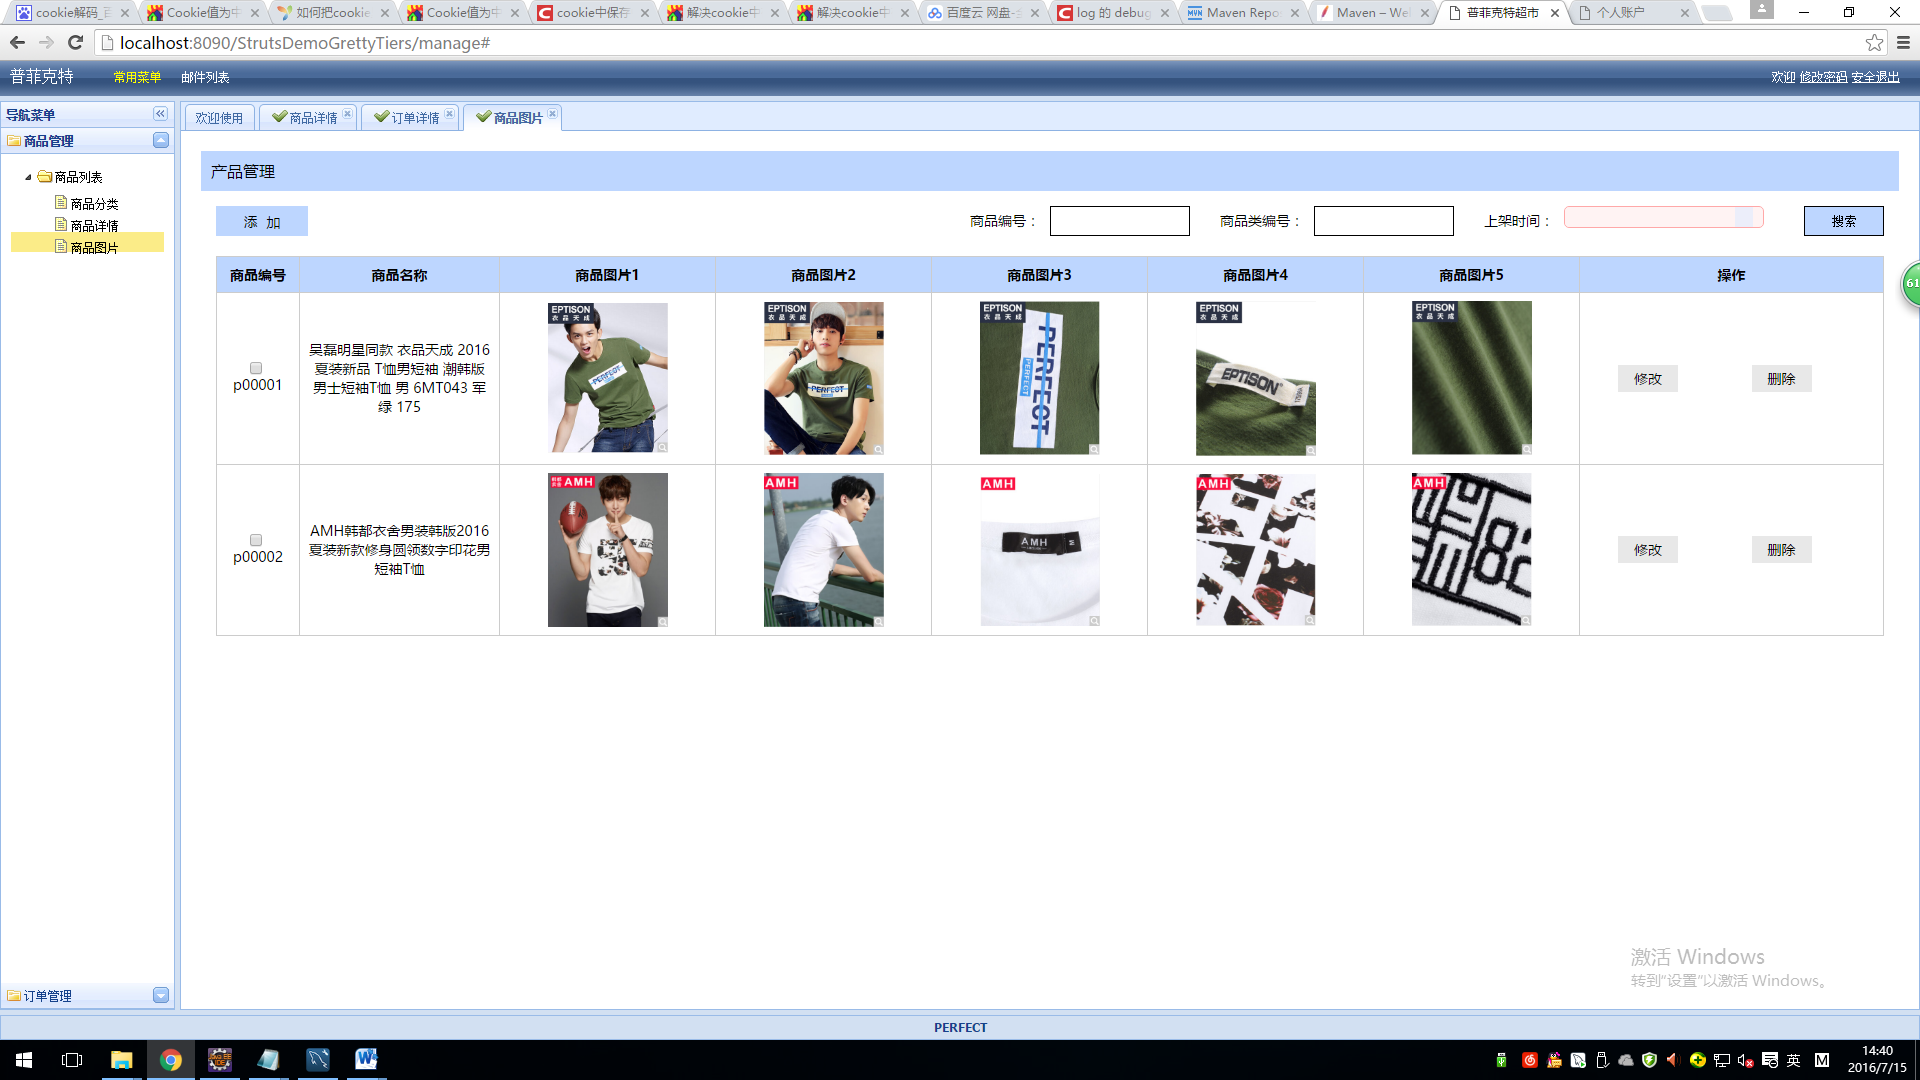 cookie解码_百
Cookie值为中
如何把cookie
Cookie值为中
cookie中保存
解决cookie中
解决cookie中
百度云 网盘-
log 的 debug
Maven Repo
Maven – We
普菲克特超市
个人账户
localhost:8090/StrutsDemoGrettyTiers/manage#
普菲克特 常用菜单 邮件列表 欢迎 修改密码 安全退出
导航菜单
商品管理
商品列表
商品分类
商品详情
商品图片
订单管理
欢迎使用 商品详情 订单详情 商品图片
产品管理
添 加 商品编号： 商品类编号： 上架时间： 搜索
商品编号 商品名称 商品图片1 商品图片2 商品图片3 商品图片4 商品图片5 操作
p00001
吴磊明星同款 衣品天成 2016
夏装新品 T恤男短袖 潮韩版
男士短袖T恤 男 6MT043 军
绿 175
EPTISON
衣品天成
PERFECT
EPTISON
衣品天成
PERFECT
EPTISON
衣品天成
PERFECT
PERFECT
EPTISON
衣品天成
EPTISON
EPTISON
衣品天成
修改 删除
p00002
AMH韩都衣舍男装韩版2016
夏装新款修身圆领数字印花男
短袖T恤
AMH
AMH
AMH
AMH
M
AMH
AMH
82
修改 删除
61
激活 Windows
转到“设置”以激活 Windows。
PERFECT
英
M
14:40
2016/7/15